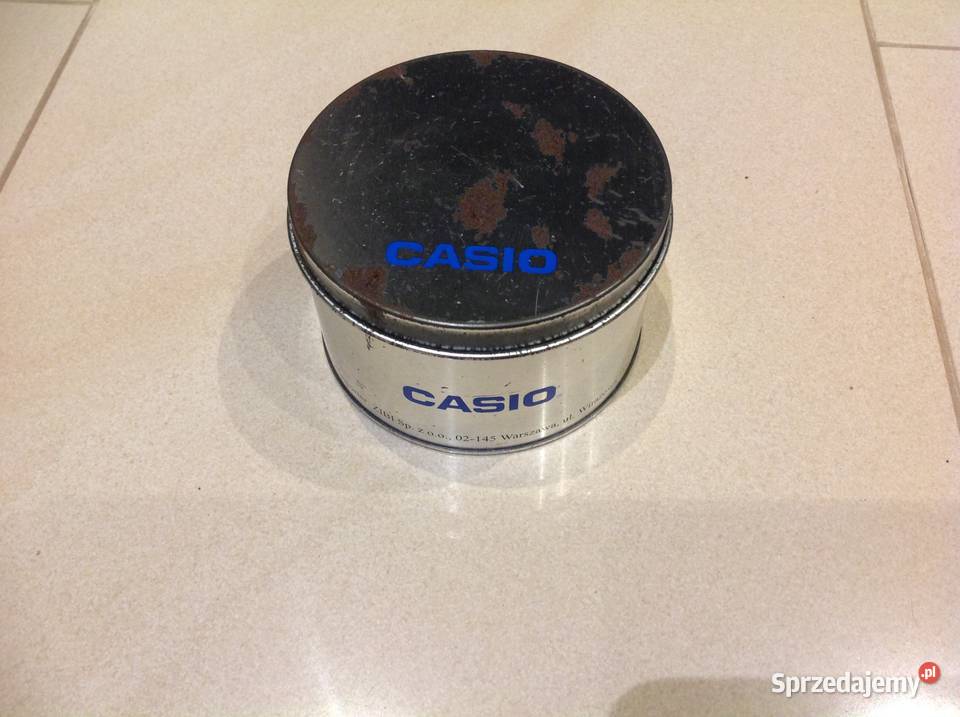 CASIO
CASIO
ZIBI Sp. z o.o., 02-145 Warszawa, ul.
Sprzedajemy.pl